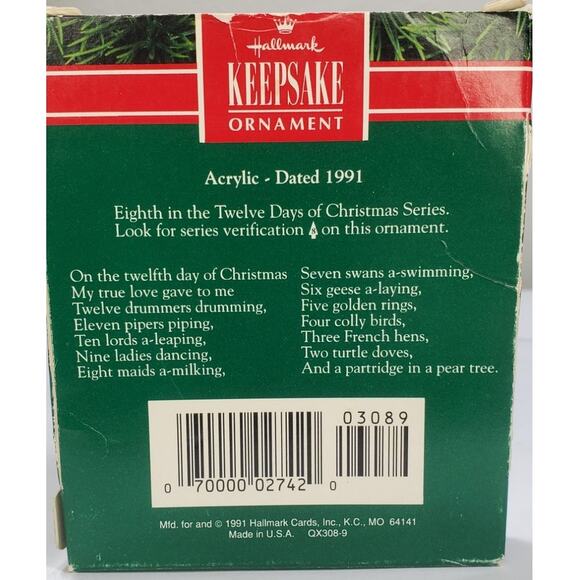 Hallmark
KEEPSAKE
ORNAMENT
Acrylic - Dated 1991
Eighth in the Twelve Days of Christmas Series.
Look for series verification 8 on this ornament.
On the twelfth day of Christmas
My true love gave to me
Twelve drummers drumming,
Eleven pipers piping,
Ten lords a-leaping,
Nine ladies dancing,
Eight maids a-milking,
Seven swans a-swimming,
Six geese a-laying,
Five golden rings,
Four colly birds,
Three French hens,
Two turtle doves,
And a partridge in a pear tree.
03089
0 70000 02742 0
Mfd. for and © 1991 Hallmark Cards, Inc., K.C., MO 64141
Made in U.S.A. QX308-9